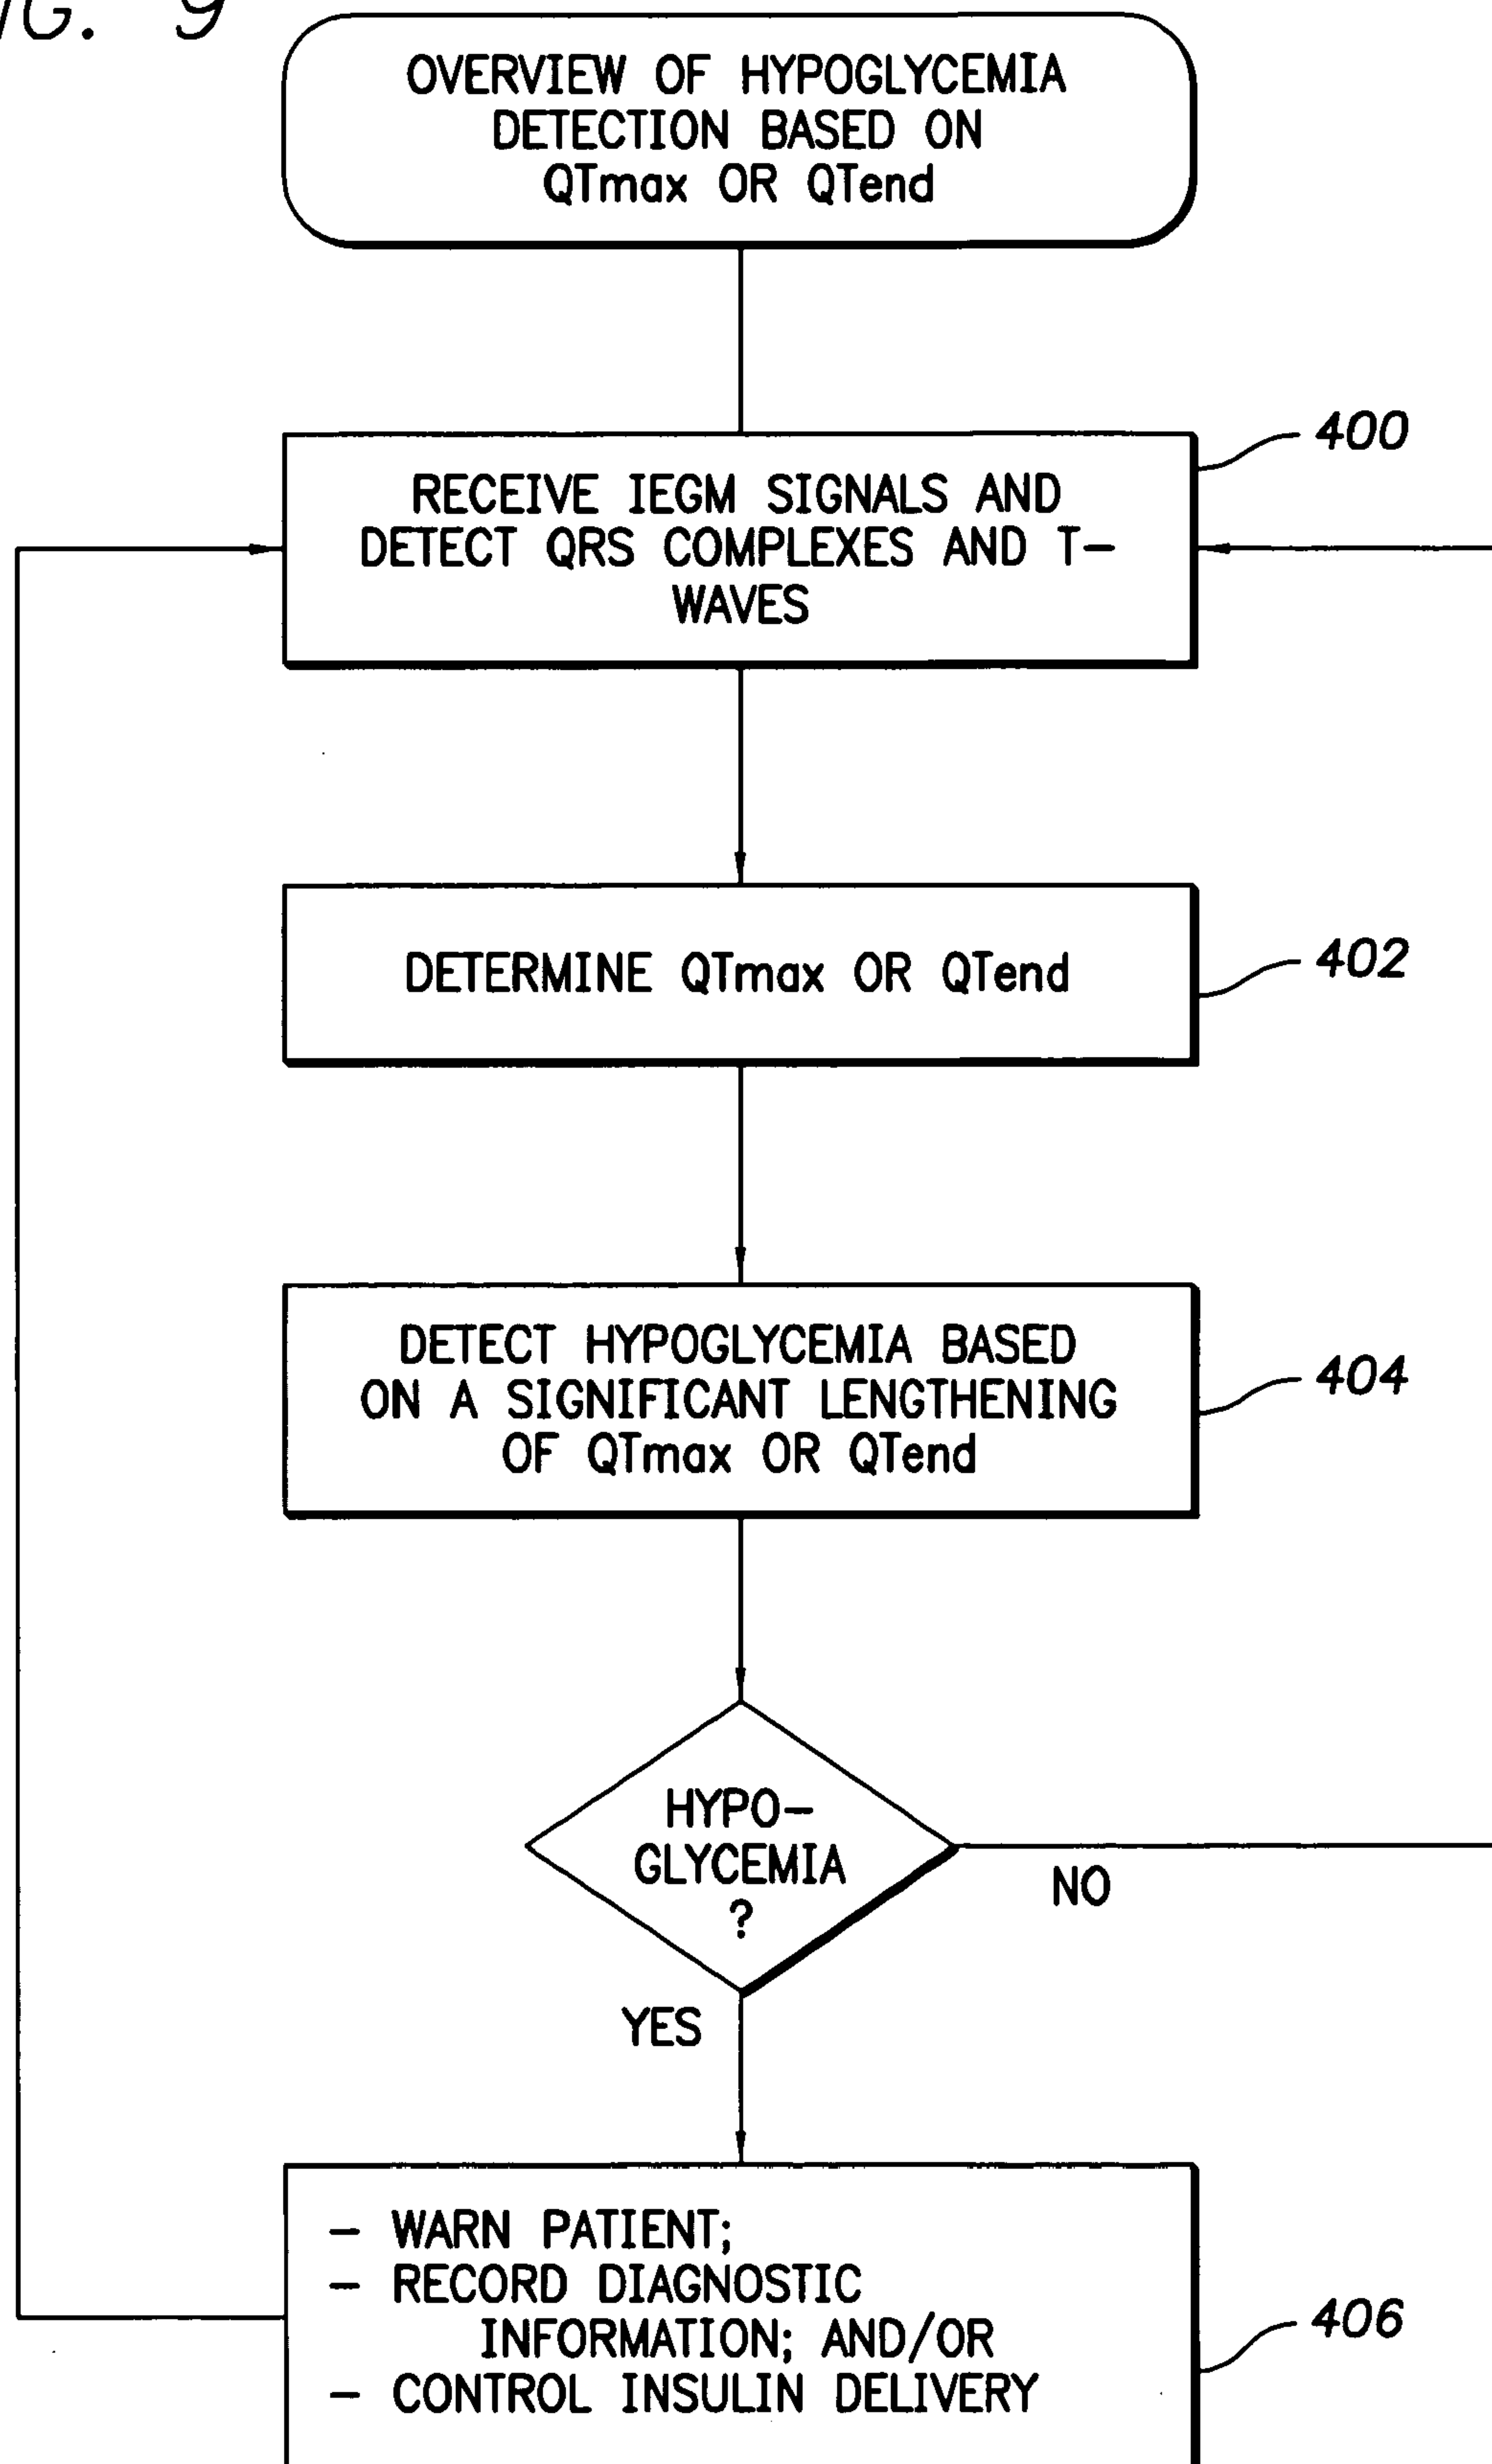 FIG. 9
OVERVIEW OF HYPOGLYCEMIA
DETECTION BASED ON
QTmax OR QTend
400
RECEIVE IEGM SIGNALS AND
DETECT QRS COMPLEXES AND T-
WAVES
402
DETERMINE QTmax OR QTend
404
DETECT HYPOGLYCEMIA BASED
ON A SIGNIFICANT LENGTHENING
OF QTmax OR QTend
HYPO-
GLYCEMIA
?
NO
YES
- WARN PATIENT;
- RECORD DIAGNOSTIC
INFORMATION; AND/OR
- CONTROL INSULIN DELIVERY
406